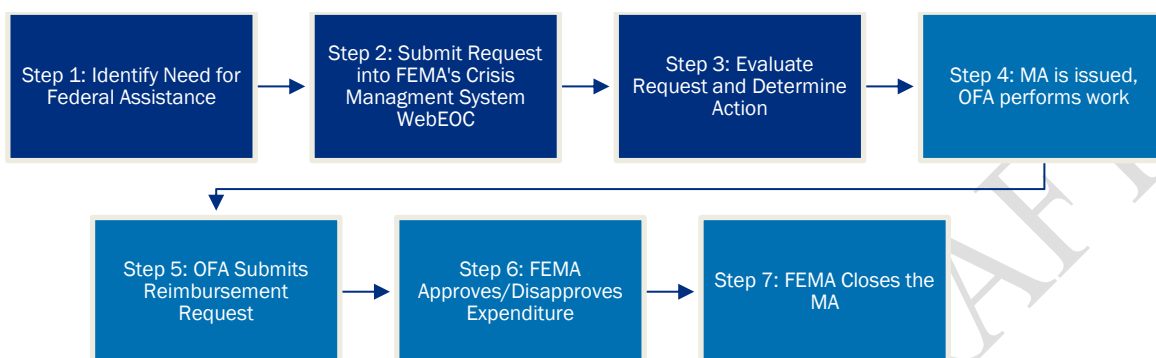 Step 1: Identify Need for
Federal Assistance
Step 2: Submit Request
into FEMA's Crisis
Managment System
WebEOC
Step 3: Evaluate
Request and Determine
Action
Step 4: MA is issued,
OFA performs work
Step 5: OFA Submits
Reimbursement
Request
Step 6: FEMA
Approves/Disapproves
Expenditure
Step 7: FEMA Closes the
MA